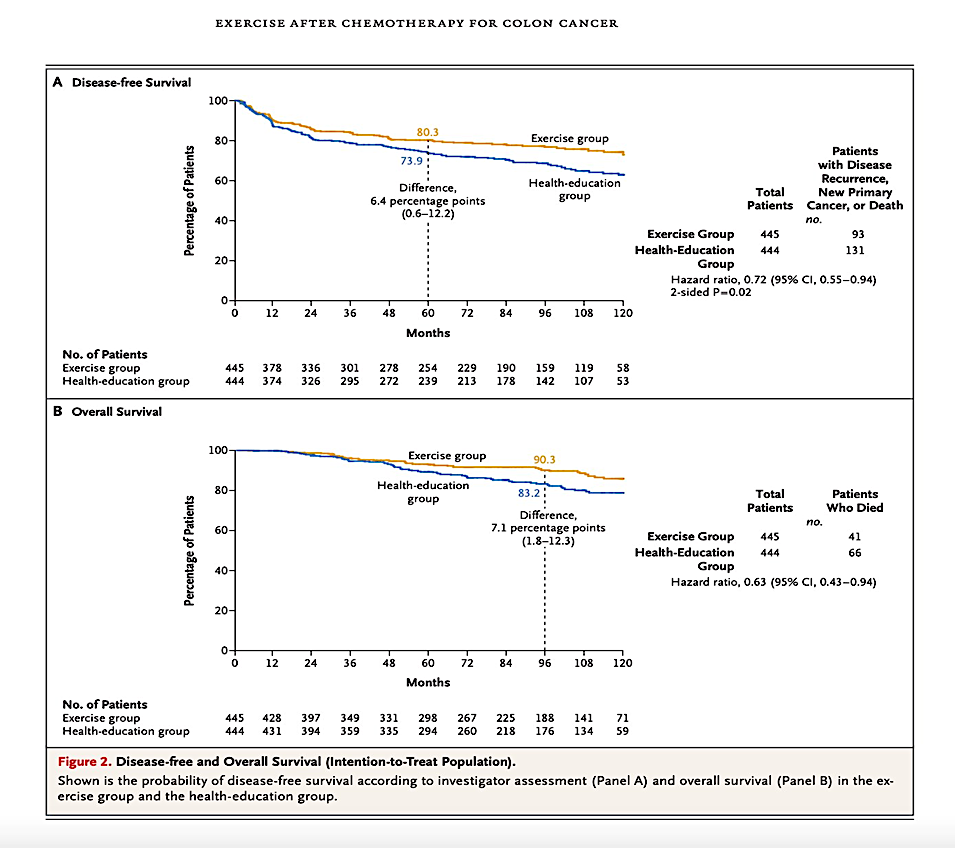 EXERCISE AFTER CHEMOTHERAPY FOR COLON CANCER
A Disease-free Survival
100
80
60
40
20
0
Percentage of Patients
80.3
73.9
Exercise group
Health-education
group
Difference,
6.4 percentage points
(0.6–12.2)
0 12 24 36 48 60 72 84 96 108 120
Months
Total
Patients
Patients
with Disease
Recurrence,
New Primary
Cancer, or Death
no.
Exercise Group 445 93
Health-Education 444 131
Group
Hazard ratio, 0.72 (95% CI, 0.55–0.94)
2-sided P=0.02
No. of Patients
Exercise group 445 378 336 301 278 254 229 190 159 119 58
Health-education group 444 374 326 295 272 239 213 178 142 107 53
B Overall Survival
100
80
60
40
20
0
Percentage of Patients
Exercise group
90.3
Health-education
group
83.2
Difference,
7.1 percentage points
(1.8–12.3)
0 12 24 36 48 60 72 84 96 108 120
Months
Total
Patients
Patients
Who Died
no.
Exercise Group 445 41
Health-Education 444 66
Group
Hazard ratio, 0.63 (95% CI, 0.43–0.94)
No. of Patients
Exercise group 445 428 397 349 331 298 267 225 188 141 71
Health-education group 444 431 394 359 335 294 260 218 176 134 59
Figure 2. Disease-free and Overall Survival (Intention-to-Treat Population).
Shown is the probability of disease-free survival according to investigator assessment (Panel A) and overall survival (Panel B) in the ex-
ercise group and the health-education group.